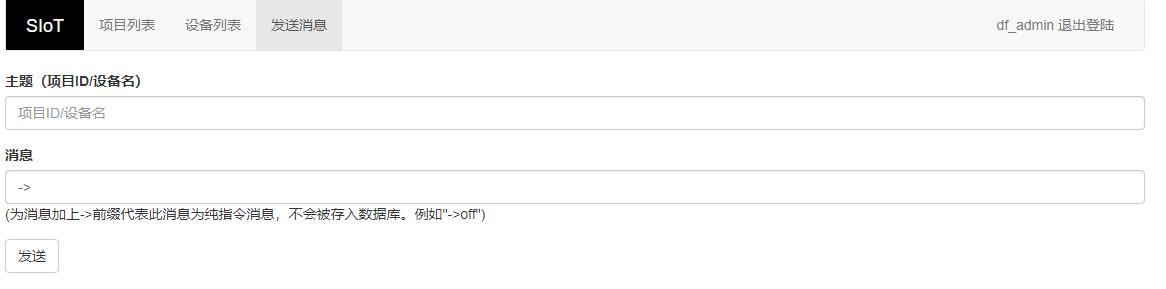 SIoT 项目列表 设备列表 发送消息 df_admin 退出登陆
主题（项目ID/设备名）
项目ID/设备名
消息
->
(为消息加上->前缀代表此消息为纯指令消息，不会被存入数据库。例如"->off")
发送